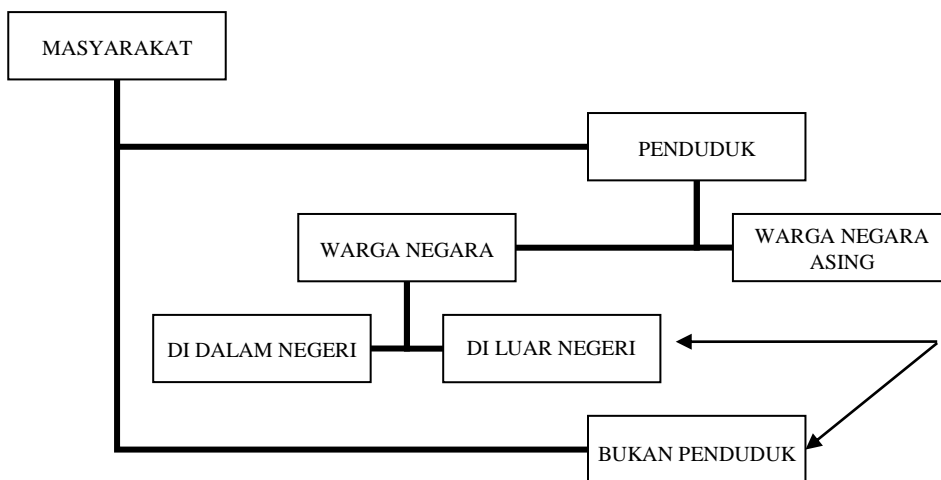 MASYARAKAT
PENDUDUK
WARGA NEGARA
WARGA NEGARA
ASING
DI DALAM NEGERI
DI LUAR NEGERI
BUKAN PENDUDUK